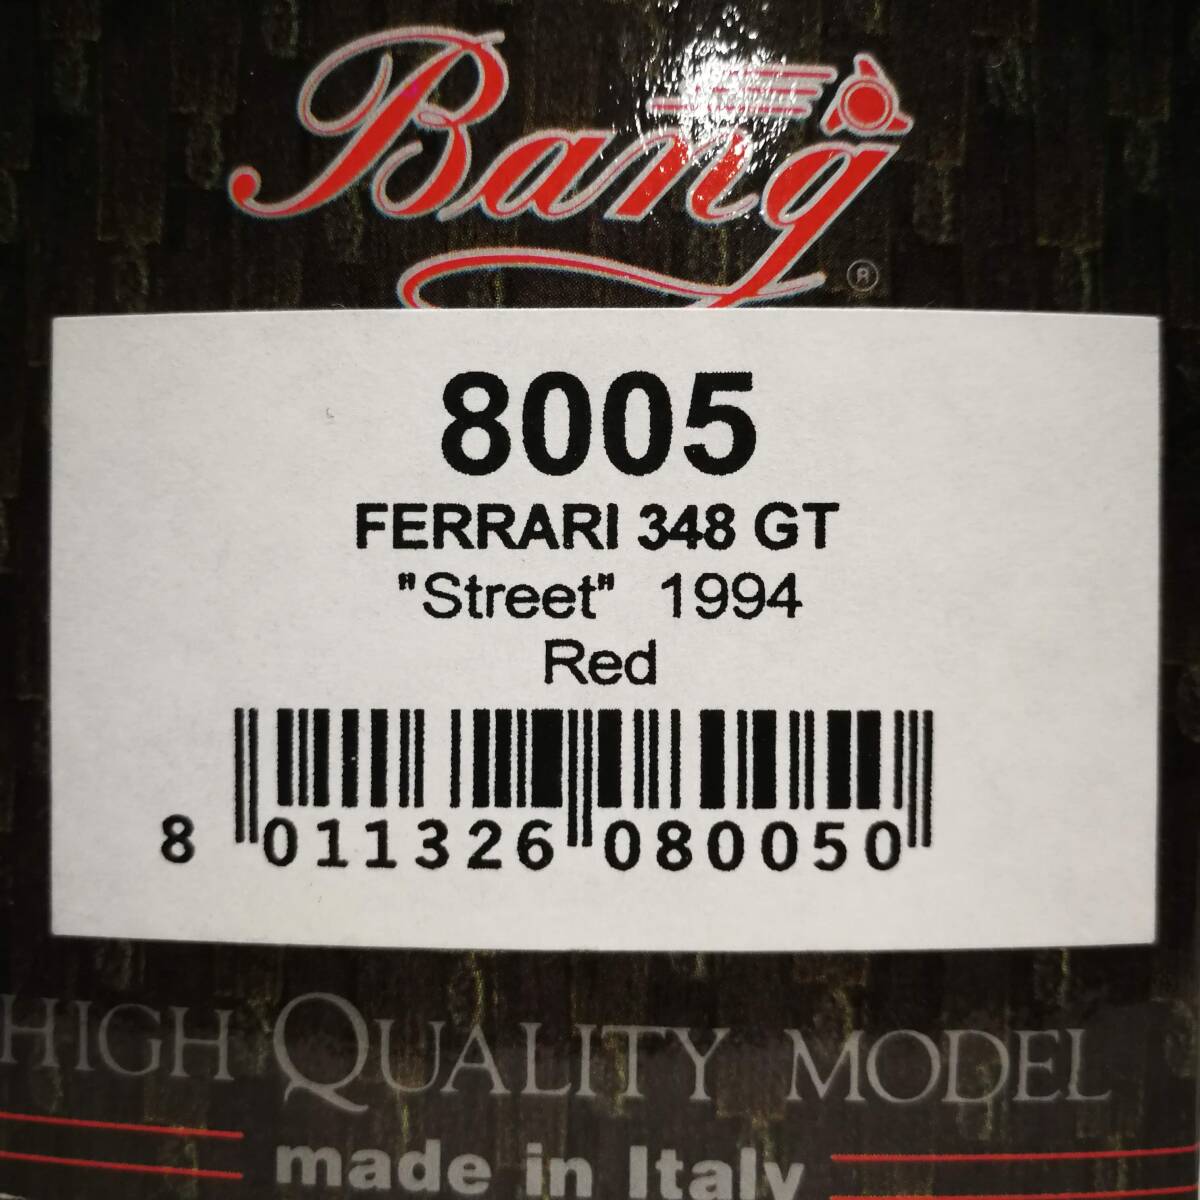 Bang
®
8005
FERRARI 348 GT
"Street" 1994
Red
8 011326 080050
HIGH QUALITY MODEL
made in Italy